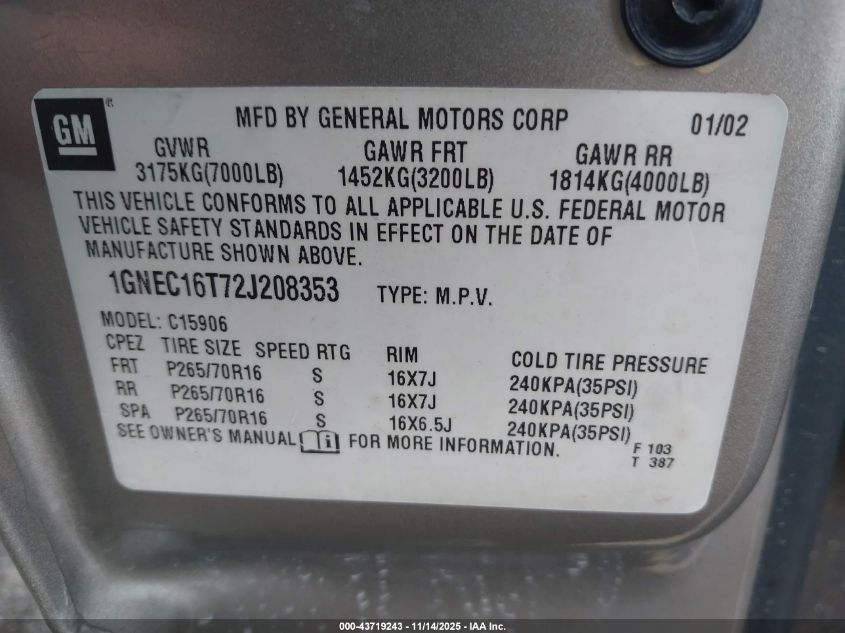 GM
MFD BY GENERAL MOTORS CORP 01/02
GVWR GAWR FRT GAWR RR
3175KG(7000LB) 1452KG(3200LB) 1814KG(4000LB)
THIS VEHICLE CONFORMS TO ALL APPLICABLE U.S. FEDERAL MOTOR
VEHICLE SAFETY STANDARDS IN EFFECT ON THE DATE OF
MANUFACTURE SHOWN ABOVE.
1GNEC16T72J208353 TYPE: M.P.V.
MODEL: C15906
CPEZ TIRE SIZE SPEED RTG RIM COLD TIRE PRESSURE
FRT P265/70R16 S 16X7J 240KPA(35PSI)
RR P265/70R16 S 16X7J 240KPA(35PSI)
SPA P265/70R16 S 16X6.5J 240KPA(35PSI)
SEE OWNER'S MANUAL i FOR MORE INFORMATION.
F 103
T 387
000-43719243 | 11/14/2025 | IAA Inc.